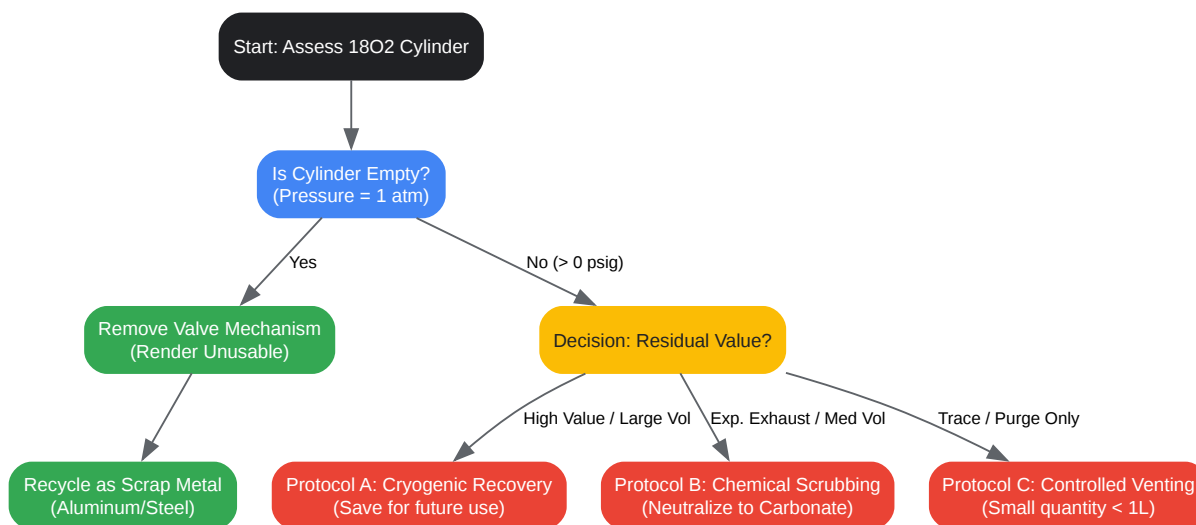 Start: Assess 18O2 Cylinder
Is Cylinder Empty?
(Pressure = 1 atm)
Yes
No (> 0 psig)
Remove Valve Mechanism
(Render Unusable)
Decision: Residual Value?
High Value / Large Vol
Exp. Exhaust / Med Vol
Trace / Purge Only
Recycle as Scrap Metal
(Aluminum/Steel)
Protocol A: Cryogenic Recovery
(Save for future use)
Protocol B: Chemical Scrubbing
(Neutralize to Carbonate)
Protocol C: Controlled Venting
(Small quantity < 1L)